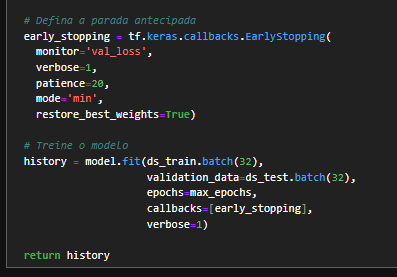 # Defina a parada antecipada
early_stopping = tf.keras.callbacks.EarlyStopping(
monitor='val_loss',
verbose=1,
patience=20,
mode='min',
restore_best_weights=True)
# Treine o modelo
history = model.fit(ds_train.batch(32),
validation_data=ds_test.batch(32),
epochs=max_epochs,
callbacks=[early_stopping],
verbose=1)
return history